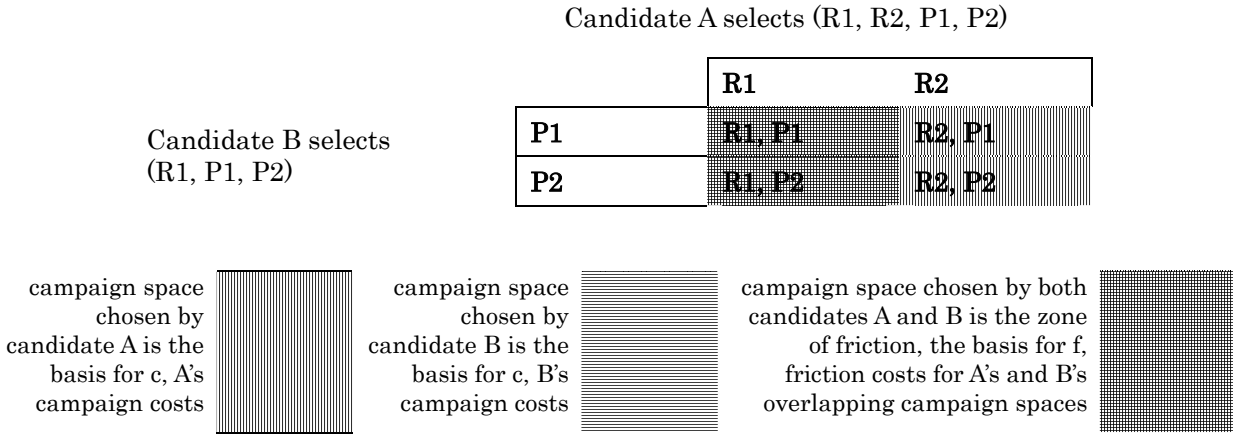 Candidate A selects (R1, R2, P1, P2)
R1 R2
Candidate B selects
(R1, P1, P2)
P1 R1, P1 R2, P1
P2 R1, P2 R2, P2
campaign space
chosen by
candidate A is the
basis for c, A's
campaign costs
campaign space
chosen by
candidate B is the
basis for c, B's
campaign costs
campaign space chosen by both
candidates A and B is the zone
of friction, the basis for f,
friction costs for A's and B's
overlapping campaign spaces